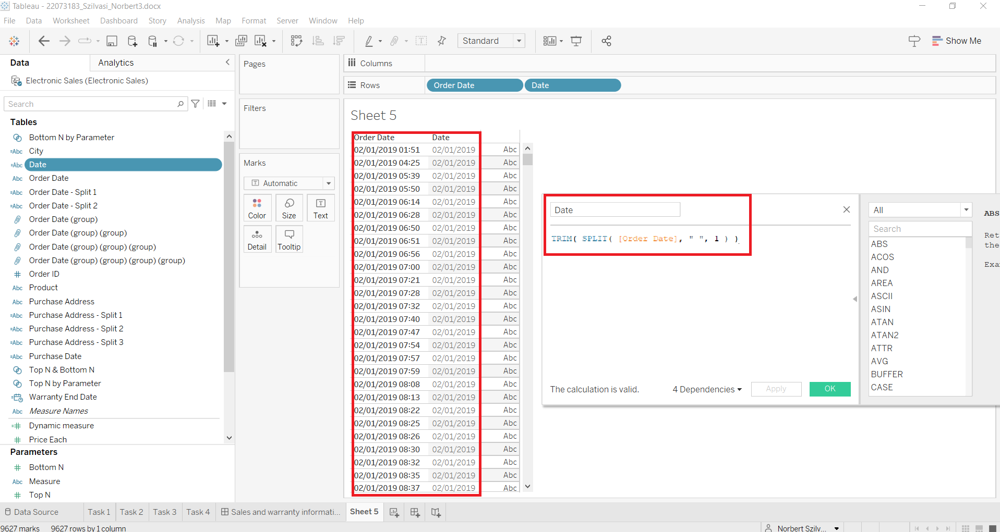 Tableau - 22073183_Szilvasi_Norbert3.docx
File Data Worksheet Dashboard Story Analysis Map Format Server Window Help
Standard
Show Me
Data
Analytics
Electronic Sales (Electronic Sales)
Search
Tables
Bottom N by Parameter
=Abc City
=Abc Date
Abc Order Date
=Abc Order Date - Split 1
=Abc Order Date - Split 2
Order Date (group)
Order Date (group) (group)
Order Date (group) (group) (group)
Order Date (group) (group) (group) (group)
# Order ID
Abc Product
Abc Purchase Address
=Abc Purchase Address - Split 1
=Abc Purchase Address - Split 2
=Abc Purchase Address - Split 3
=Abc Purchase Date
Top N & Bottom N
Top N by Parameter
Warranty End Date
Abc Measure Names
=# Dynamic measure
# Price Each
Parameters
# Bottom N
Abc Measure
# Top N
Pages
Filters
Marks
Automatic
Color Size Text
Detail Tooltip
Columns
Rows Order Date Date
Sheet 5
Order Date Date
02/01/2019 01:51 02/01/2019 Abc
02/01/2019 04:25 02/01/2019 Abc
02/01/2019 05:39 02/01/2019 Abc
02/01/2019 05:50 02/01/2019 Abc
02/01/2019 06:14 02/01/2019 Abc
02/01/2019 06:28 02/01/2019 Abc
02/01/2019 06:50 02/01/2019 Abc
02/01/2019 06:51 02/01/2019 Abc
02/01/2019 06:56 02/01/2019 Abc
02/01/2019 07:00 02/01/2019 Abc
02/01/2019 07:21 02/01/2019 Abc
02/01/2019 07:28 02/01/2019 Abc
02/01/2019 07:32 02/01/2019 Abc
02/01/2019 07:40 02/01/2019 Abc
02/01/2019 07:47 02/01/2019 Abc
02/01/2019 07:54 02/01/2019 Abc
02/01/2019 07:57 02/01/2019 Abc
02/01/2019 07:59 02/01/2019 Abc
02/01/2019 08:08 02/01/2019 Abc
02/01/2019 08:13 02/01/2019 Abc
02/01/2019 08:22 02/01/2019 Abc
02/01/2019 08:25 02/01/2019 Abc
02/01/2019 08:26 02/01/2019 Abc
02/01/2019 08:30 02/01/2019 Abc
02/01/2019 08:32 02/01/2019 Abc
02/01/2019 08:35 02/01/2019 Abc
02/01/2019 08:37 02/01/2019 Abc
Date
TRIM( SPLIT( [Order Date], " ", 1 ) )
The calculation is valid.
4 Dependencies
Apply
OK
All
Search
ABS
ACOS
AND
AREA
ASCII
ASIN
ATAN
ATAN2
ATTR
AVG
BUFFER
CASE
ABS
Ret
the
Exa
Data Source Task 1 Task 2 Task 3 Task 4 Sales and warranty informati... Sheet 5
9627 marks 9627 rows by 1 column
Norbert Szilv...